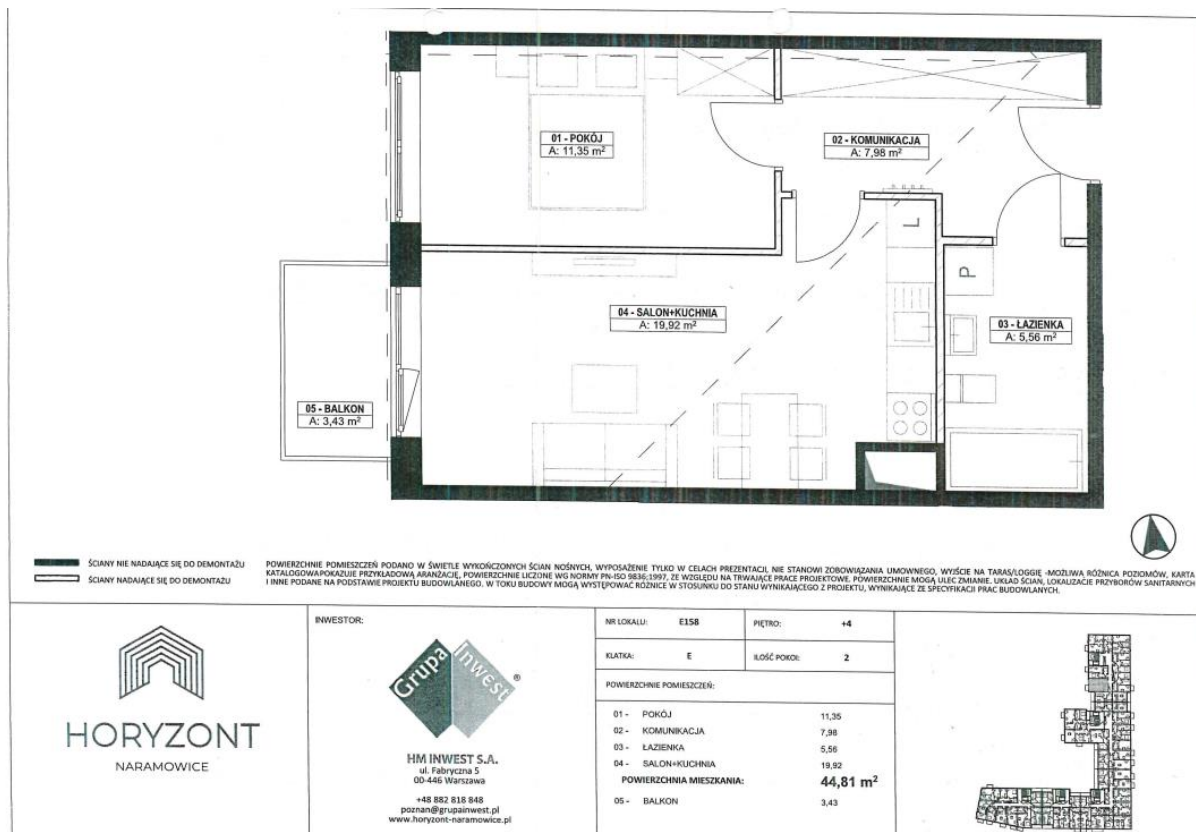 01 - POKÓJ
A: 11,35 m²
02 - KOMUNIKACJA
A: 7,98 m²
L
P
04 - SALON+KUCHNIA
A: 19,92 m²
03 - ŁAZIENKA
A: 5,56 m²
05 - BALKON
A: 3,43 m²
ŚCIANY NIE NADAJĄCE SIĘ DO DEMONTAŻU
ŚCIANY NADAJĄCE SIĘ DO DEMONTAŻU
POWIERZCHNIE POMIESZCZEŃ PODANO W ŚWIETLE WYKOŃCZONYCH ŚCIAN NOŚNYCH, WYPOSAŻENIE TYLKO W CELACH PREZENTACJI, NIE STANOWI ZOBOWIĄZANIA UMOWNEGO, WYJŚCIE NA TARAS/LOGGIĘ -MOŻLIWA RÓŻNICA POZIOMÓW, KARTA
KATALOGOWA POKAZUJE PRZYKŁADOWĄ ARANŻACJĘ, POWIERZCHNIE LICZONE WG NORMY PN-ISO 9836:1997, ZE WZGLĘDU NA TRWAJĄCE PRACE PROJEKTOWE, POWIERZCHNIE MOGĄ ULEC ZMIANIE. UKŁAD ŚCIAN, LOKALIZACJE PRZYBORÓW SANITARNYCH
I INNE PODANE NA PODSTAWIE PROJEKTU BUDOWLANEGO. W TOKU BUDOWY MOGĄ WYSTĘPOWAĆ RÓŻNICE W STOSUNKU DO STANU WYNIKAJĄCEGO Z PROJEKTU, WYNIKAJĄCE ZE SPECYFIKACJI PRAC BUDOWLANYCH.
HORYZONT
NARAMOWICE
INWESTOR:
Grupa Inwest ®
HM INWEST S.A.
ul. Fabryczna 5
00-446 Warszawa
+48 882 818 848
poznan@grupainwest.pl
www.horyzont-naramowice.pl
NR LOKALU: E158 PIĘTRO: +4
KLATKA: E ILOŚĆ POKOI: 2
POWIERZCHNIE POMIESZCZEŃ:
01 - POKÓJ 11,35
02 - KOMUNIKACJA 7,98
03 - ŁAZIENKA 5,56
04 - SALON+KUCHNIA 19,92
POWIERZCHNIA MIESZKANIA: 44,81 m²
05 - BALKON 3,43